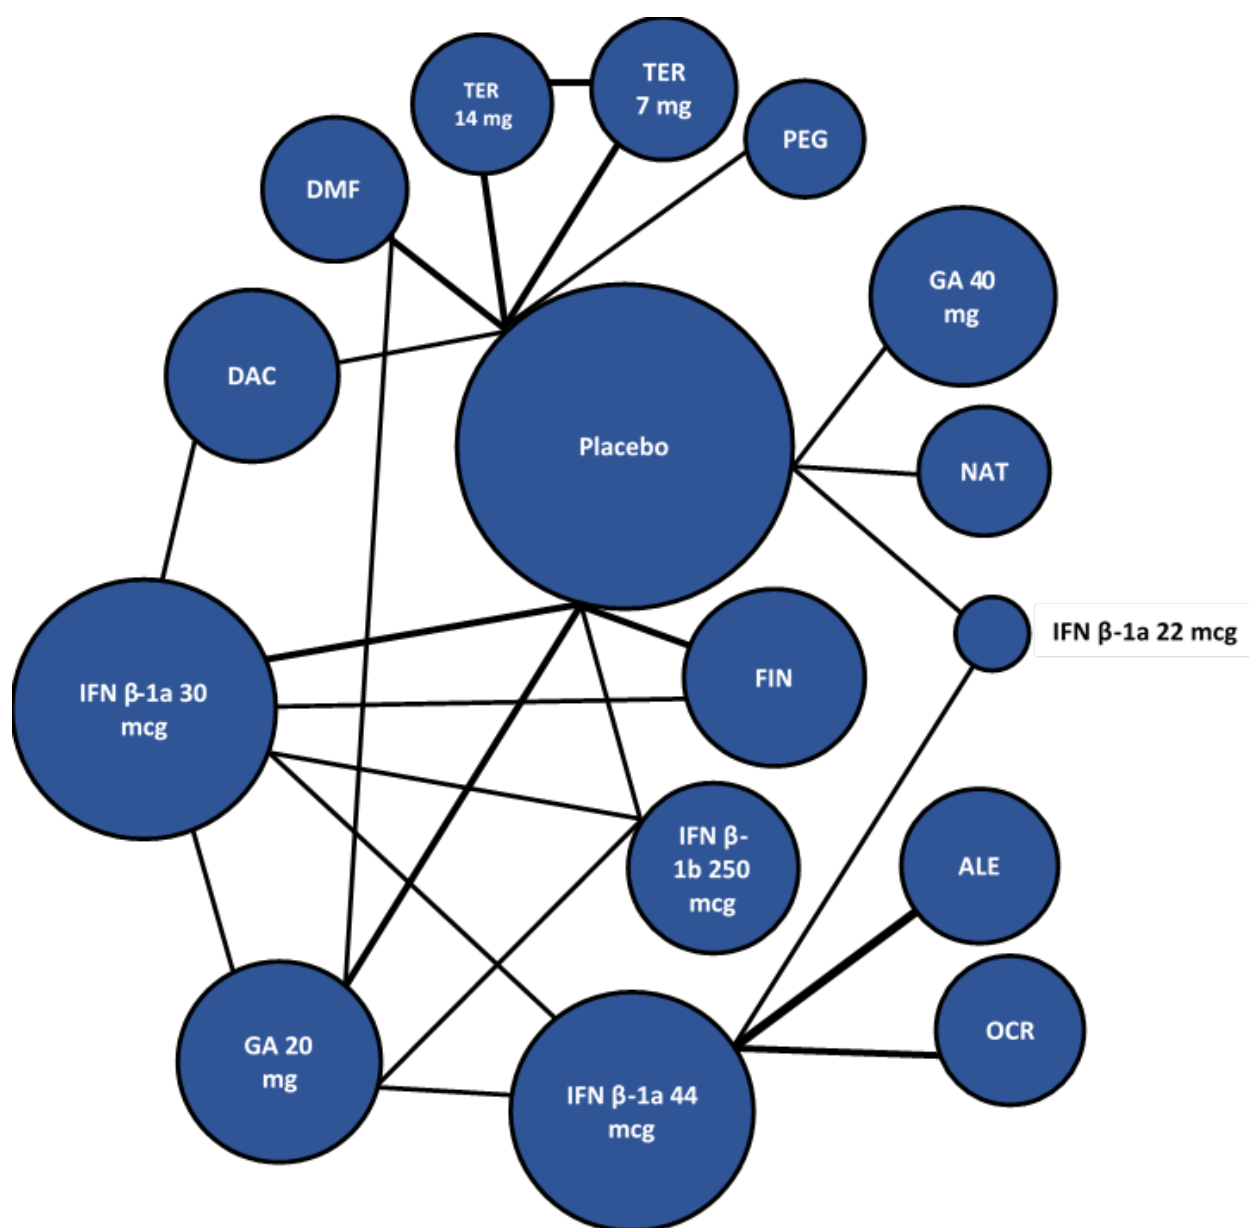 TER
14 mg
TER
7 mg
PEG
DMF
GA 40
mg
DAC
Placebo
NAT
IFN β-1a 22 mcg
FIN
IFN β-1a 30
mcg
IFN β-
1b 250
mcg
ALE
OCR
GA 20
mg
IFN β-1a 44
mcg